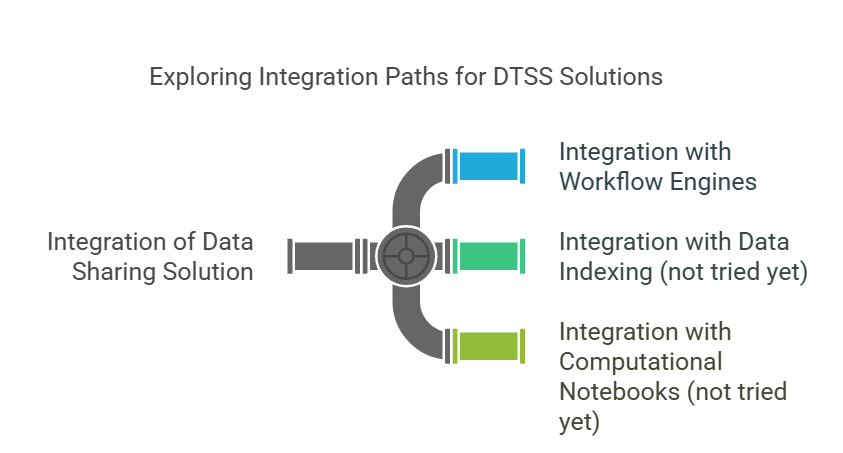 Exploring Integration Paths for DTSS Solutions
Integration of Data
Sharing Solution
Integration with
Workflow Engines
Integration with Data
Indexing (not tried yet)
Integration with
Computational
Notebooks (not tried
yet)